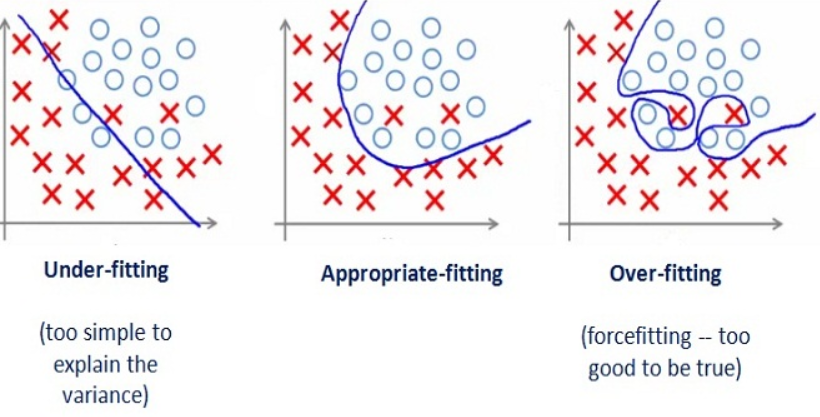 Under-fitting
Appropriate-fitting
Over-fitting
(too simple to
explain the
variance)
(forcefitting -- too
good to be true)